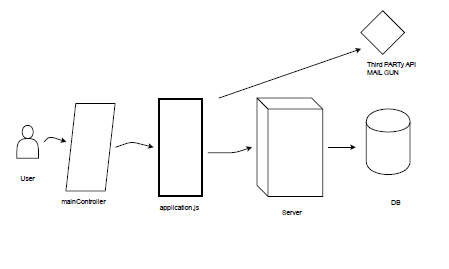 Third PARTy API
MAIL GUN
User
mainController
application.js
Server
DB